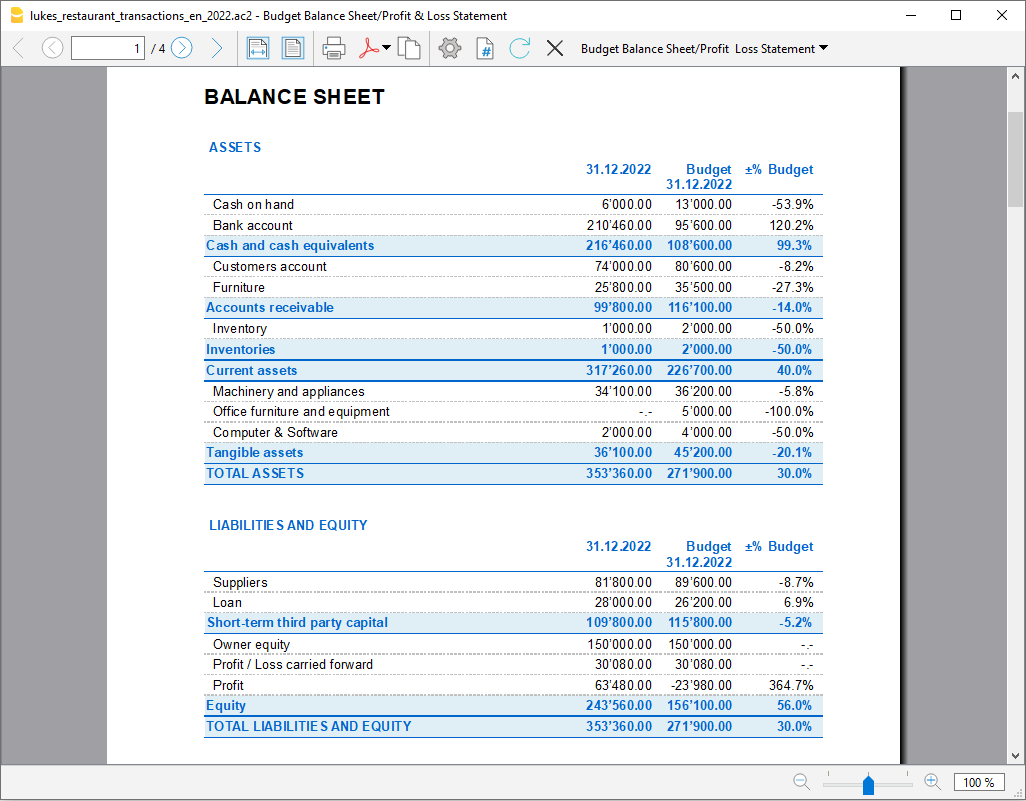 lukes_restaurant_transactions_en_2022.ac2 - Budget Balance Sheet/Profit & Loss Statement
1 / 4 Budget Balance Sheet/Profit Loss Statement
BALANCE SHEET
ASSETS
31.12.2022 Budget ±% Budget
31.12.2022
Cash on hand 6'000.00 13'000.00 -53.9%
Bank account 210'460.00 95'600.00 120.2%
Cash and cash equivalents 216'460.00 108'600.00 99.3%
Customers account 74'000.00 80'600.00 -8.2%
Furniture 25'800.00 35'500.00 -27.3%
Accounts receivable 99'800.00 116'100.00 -14.0%
Inventory 1'000.00 2'000.00 -50.0%
Inventories 1'000.00 2'000.00 -50.0%
Current assets 317'260.00 226'700.00 40.0%
Machinery and appliances 34'100.00 36'200.00 -5.8%
Office furniture and equipment -.- 5'000.00 -100.0%
Computer & Software 2'000.00 4'000.00 -50.0%
Tangible assets 36'100.00 45'200.00 -20.1%
TOTAL ASSETS 353'360.00 271'900.00 30.0%
LIABILITIES AND EQUITY
31.12.2022 Budget ±% Budget
31.12.2022
Suppliers 81'800.00 89'600.00 -8.7%
Loan 28'000.00 26'200.00 6.9%
Short-term third party capital 109'800.00 115'800.00 -5.2%
Owner equity 150'000.00 150'000.00 -.-
Profit / Loss carried forward 30'080.00 30'080.00 -.-
Profit 63'480.00 -23'980.00 364.7%
Equity 243'560.00 156'100.00 56.0%
TOTAL LIABILITIES AND EQUITY 353'360.00 271'900.00 30.0%
100 %